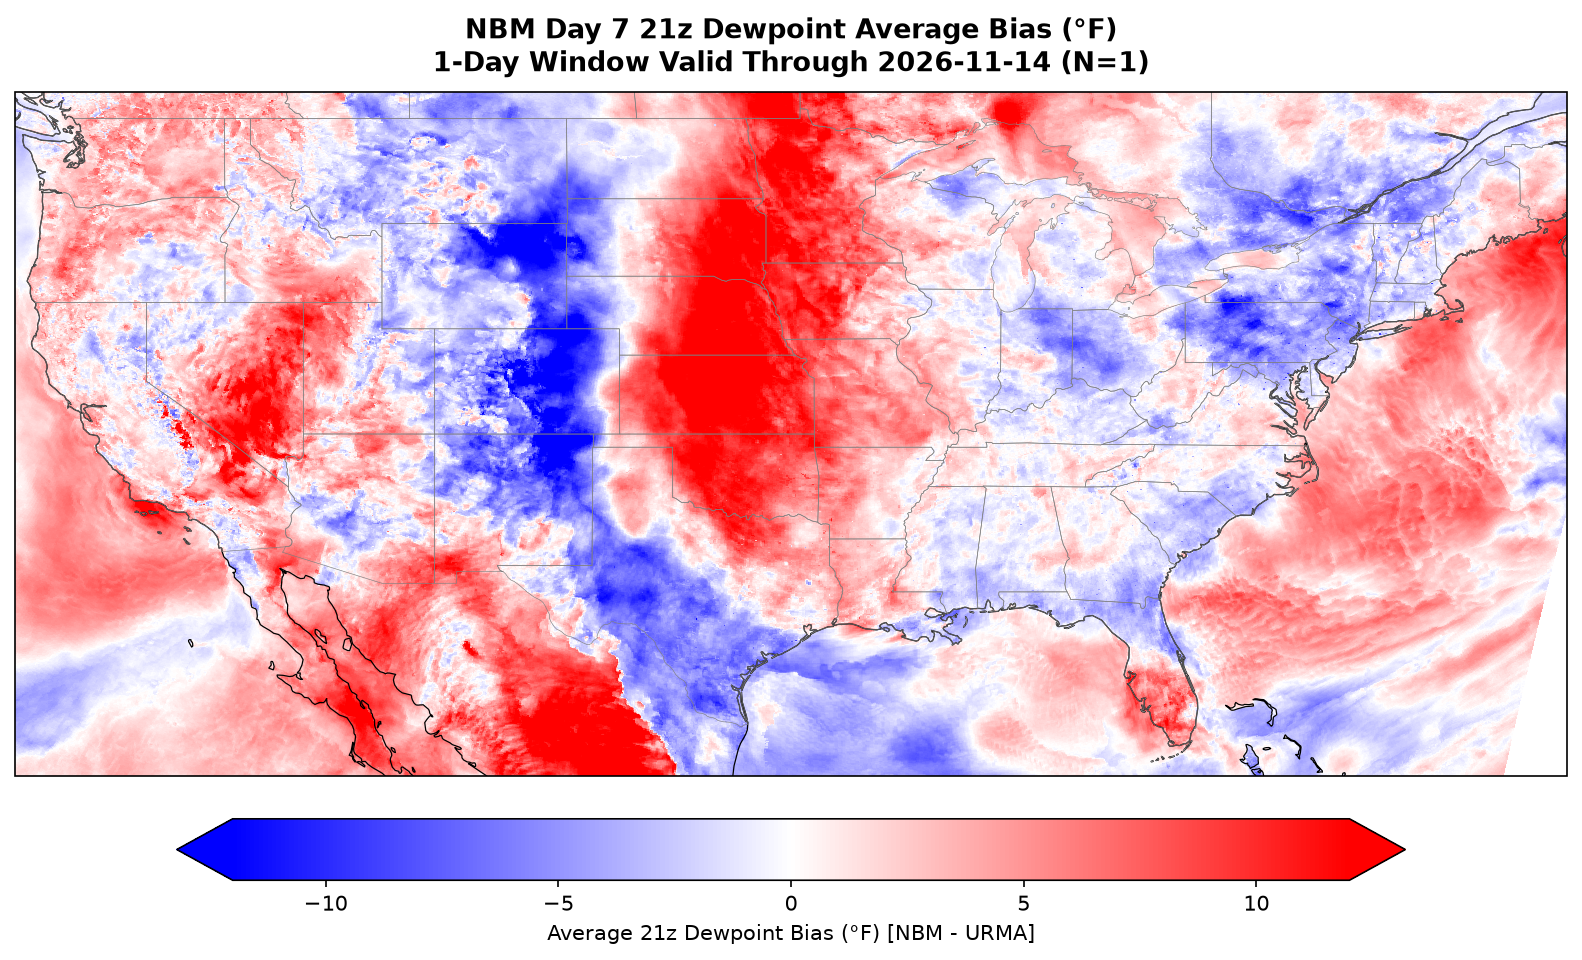 NBM Day 7 21z Dewpoint Average Bias (°F)
1-Day Window Valid Through 2026-11-14 (N=1)
−10 −5 0 5 10
Average 21z Dewpoint Bias (°F) [NBM - URMA]